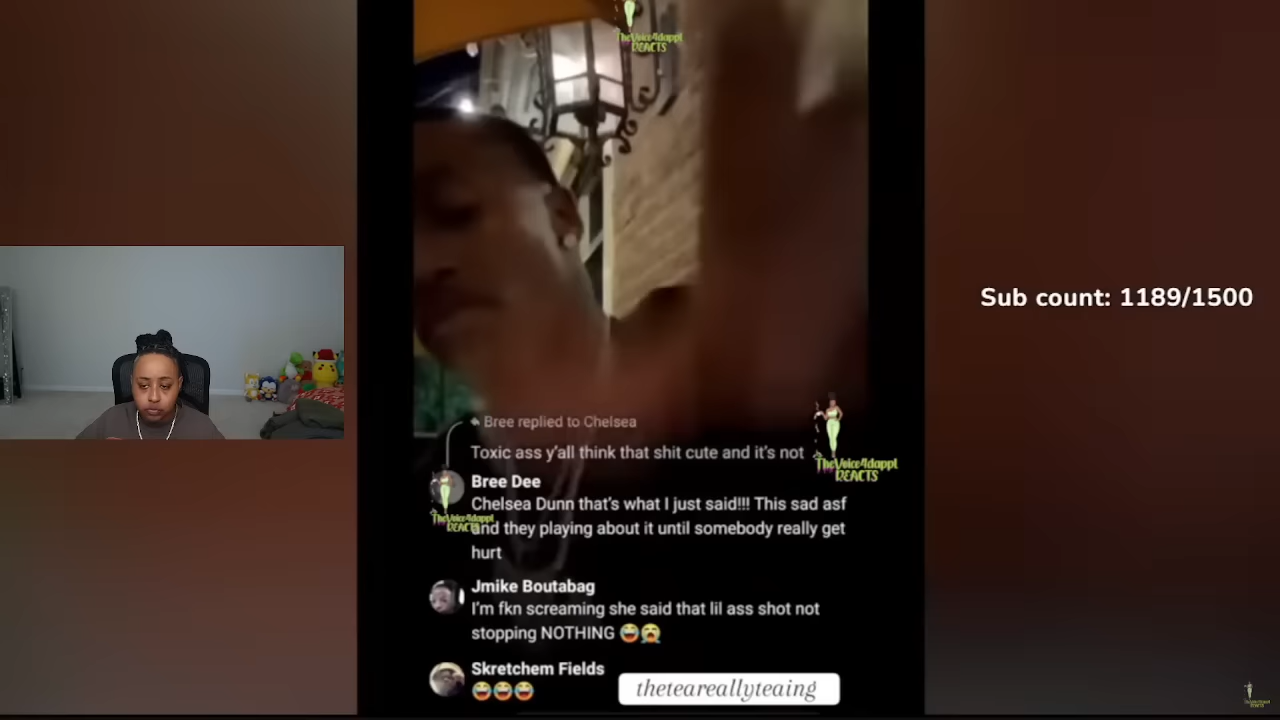 TheVoice4dappl
REACTS
Sub count: 1189/1500
Bree replied to Chelsea
Toxic ass y'all think that shit cute and it's not
TheVoice4dappl
REACTS
Bree Dee
Chelsea Dunn that's what I just said!!! This sad asf
TheVoice4dappl
REACTS
and they playing about it until somebody really get
hurt
Jmike Boutabag
I'm fkn screaming she said that lil ass shot not
stopping NOTHING 😂😭
Skretchem Fields
😂😂😂
theteareallyteaing